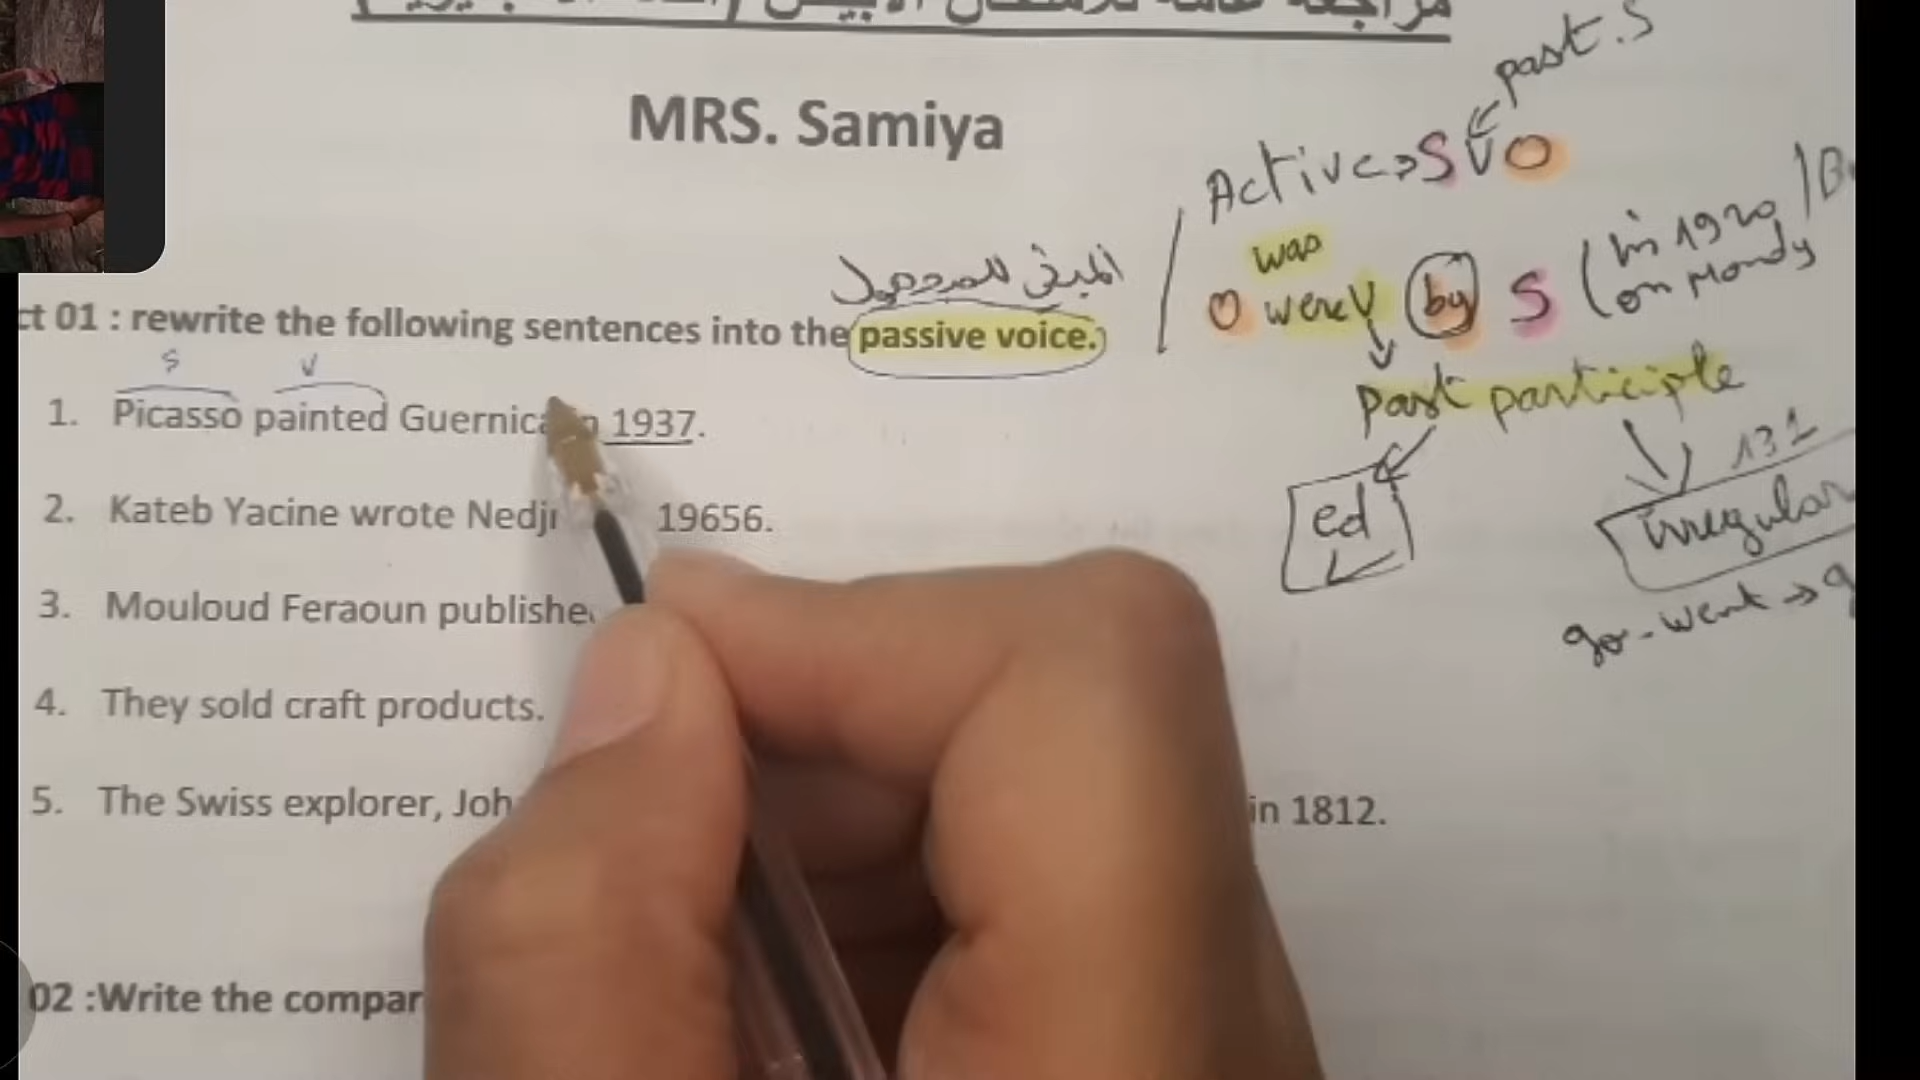 مراجعة عامة
MRS. Samiya
past.S
Active => S V O
was
O were V by S ( in 1920 /
on Mondy
المبني للمجهول
ct 01 : rewrite the following sentences into the passive voice.
Past participle
S V
1. Picasso painted Guernica 1937.
ed
131
irregular
2. Kateb Yacine wrote Nedj 19656.
go - went ->
3. Mouloud Feraoun publishe
4. They sold craft products.
5. The Swiss explorer, Joh in 1812.
02 :Write the compar